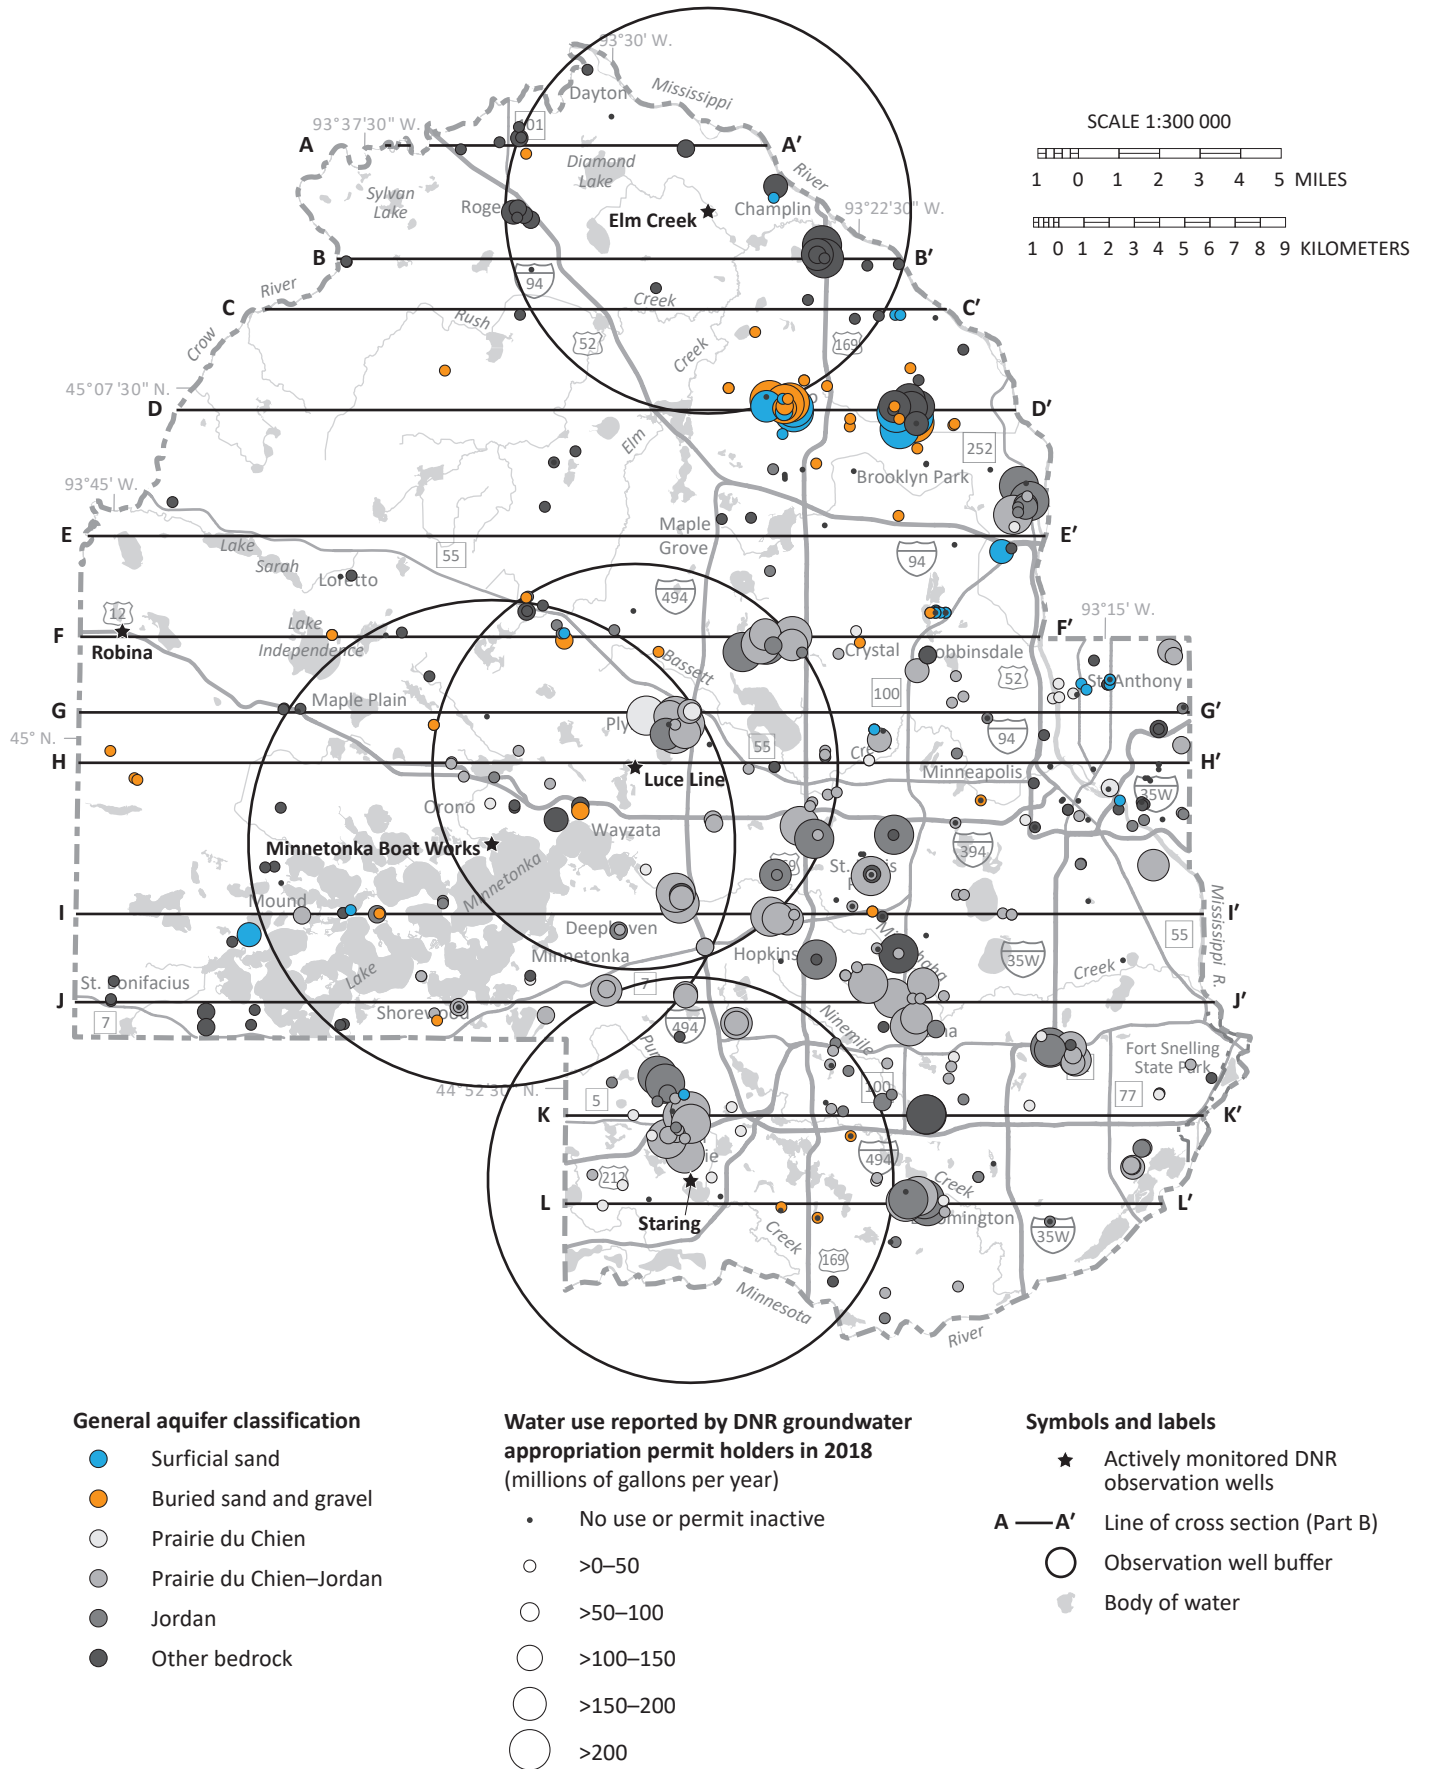 93°30' W.
Dayton
Mississippi
SCALE 1:300 000
93°37'30" W.
101
A
A′
Diamond
Lake
River
1 0 1 2 3 4 5 MILES
Sylvan
Lake
Champlin
93°22'30" W.
Elm Creek
1 0 1 2 3 4 5 6 7 8 9 KILOMETERS
B
B′
94
River
Creek
C
C′
Rush
Crow
52
Creek
169
45°07'30" N.
D
D′
Elm
252
93°45' W.
Brooklyn Park
Maple
Grove
E
E′
Lake
Sarah
55
94
Loretto
494
12
93°15' W.
Lake
Independence
F
F′
Robina
Bassett
Crystal
52
100
Maple Plain
G
G′
45° N.
55
94
H
H′
Luce Line
Minneapolis
35W
Orono
Wayzata
Minnetonka Boat Works
394
Minnetonka
Mound
I
I′
Mississippi R.
Deephaven
55
Minnetonka
Hopkins
35W
Creek
St. Bonifacius
Lake
7
J
J′
7
Shorewood
494
Ninemile
Fort Snelling
State Park
44°52'30" N.
5
100
77
K
K′
494
212
Creek
L
L′
Staring
Bloomington
Creek
35W
169
Minnesota
River
General aquifer classification
Surficial sand
Buried sand and gravel
Prairie du Chien
Prairie du Chien–Jordan
Jordan
Other bedrock
Water use reported by DNR groundwater
appropriation permit holders in 2018
(millions of gallons per year)
No use or permit inactive
>0–50
>50–100
>100–150
>150–200
>200
Symbols and labels
Actively monitored DNR
observation wells
A A′ Line of cross section (Part B)
Observation well buffer
Body of water